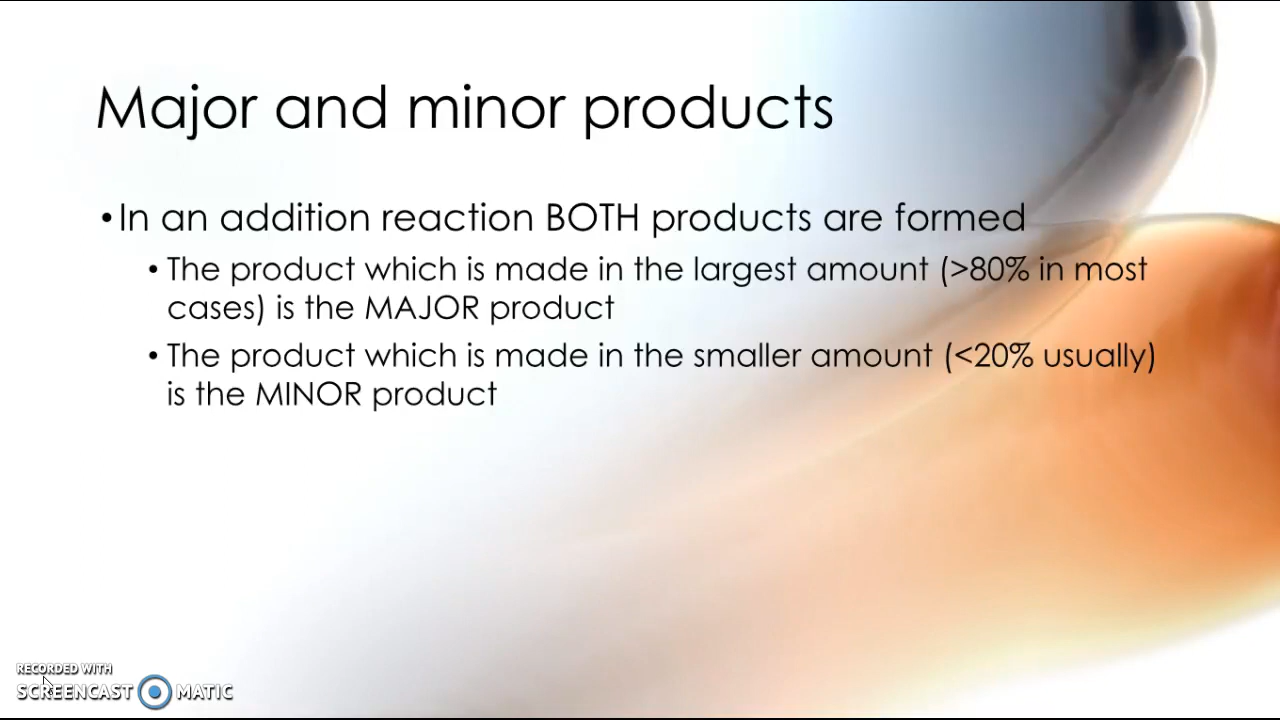 Major and minor products
•In an addition reaction BOTH products are formed
•The product which is made in the largest amount (>80% in most
cases) is the MAJOR product
•The product which is made in the smaller amount (<20% usually)
is the MINOR product
RECORDED WITH
SCREENCAST MATIC